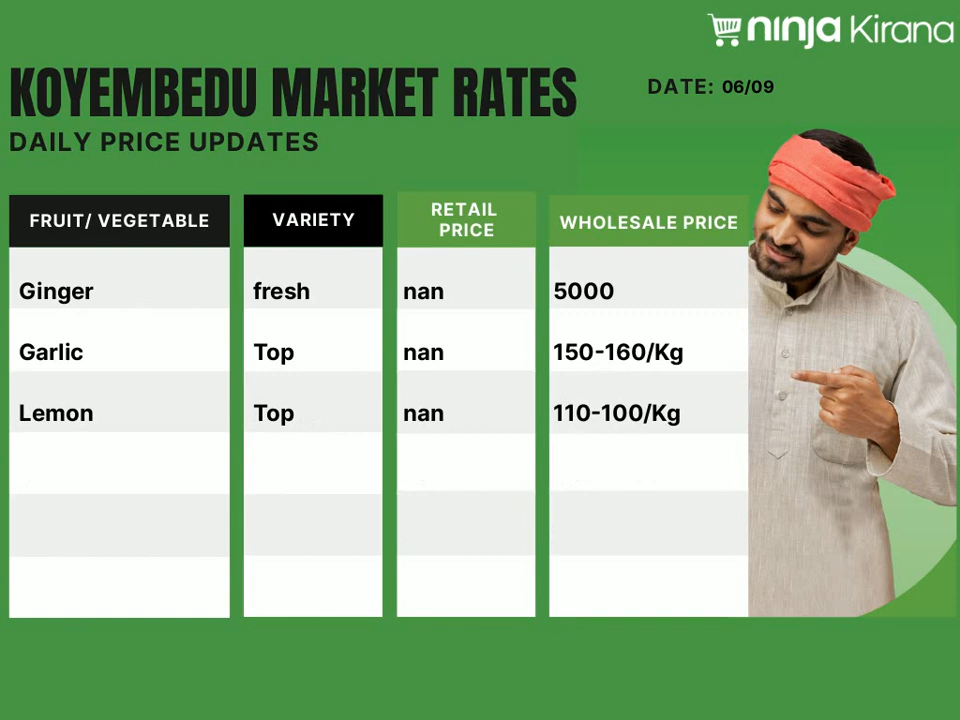 ninja Kirana
KOYEMBEDU MARKET RATES
DATE: 06/09
DAILY PRICE UPDATES
FRUIT/ VEGETABLE VARIETY RETAIL PRICE WHOLESALE PRICE
Ginger fresh nan 5000
Garlic Top nan 150-160/Kg
Lemon Top nan 110-100/Kg